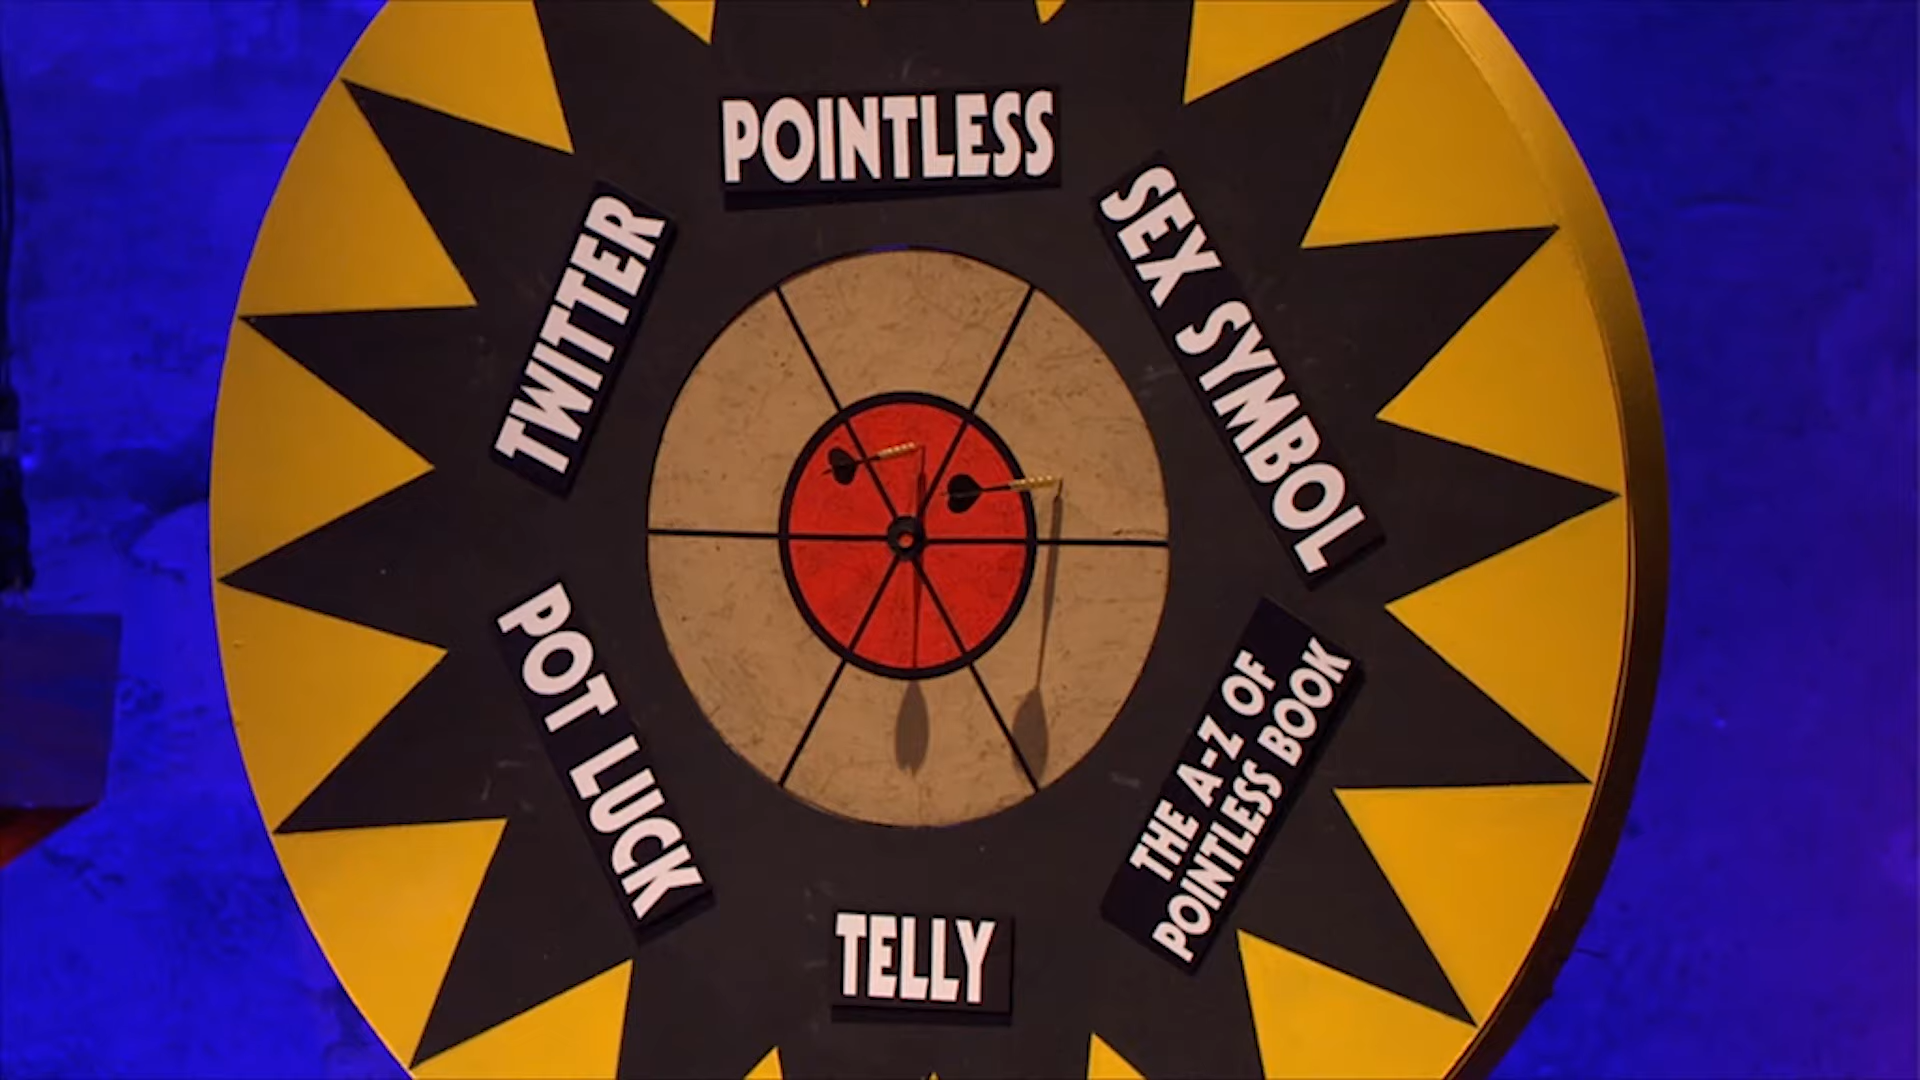 POINTLESS
SEX SYMBOL
THE A-Z OF
POINTLESS BOOK
TELLY
POT LUCK
TWITTER